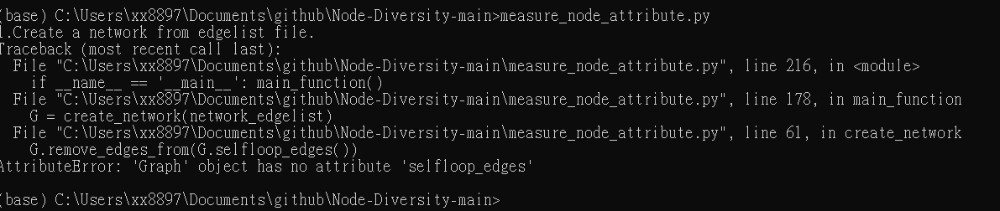 (base) C:\Users\xx8897\Documents\github\Node-Diversity-main>measure_node_attribute.py
1.Create a network from edgelist file.
Traceback (most recent call last):
  File "C:\Users\xx8897\Documents\github\Node-Diversity-main\measure_node_attribute.py", line 216, in <module>
    if __name__ == '__main__': main_function()
  File "C:\Users\xx8897\Documents\github\Node-Diversity-main\measure_node_attribute.py", line 178, in main_function
    G = create_network(network_edgelist)
  File "C:\Users\xx8897\Documents\github\Node-Diversity-main\measure_node_attribute.py", line 61, in create_network
    G.remove_edges_from(G.selfloop_edges())
AttributeError: 'Graph' object has no attribute 'selfloop_edges'
(base) C:\Users\xx8897\Documents\github\Node-Diversity-main>